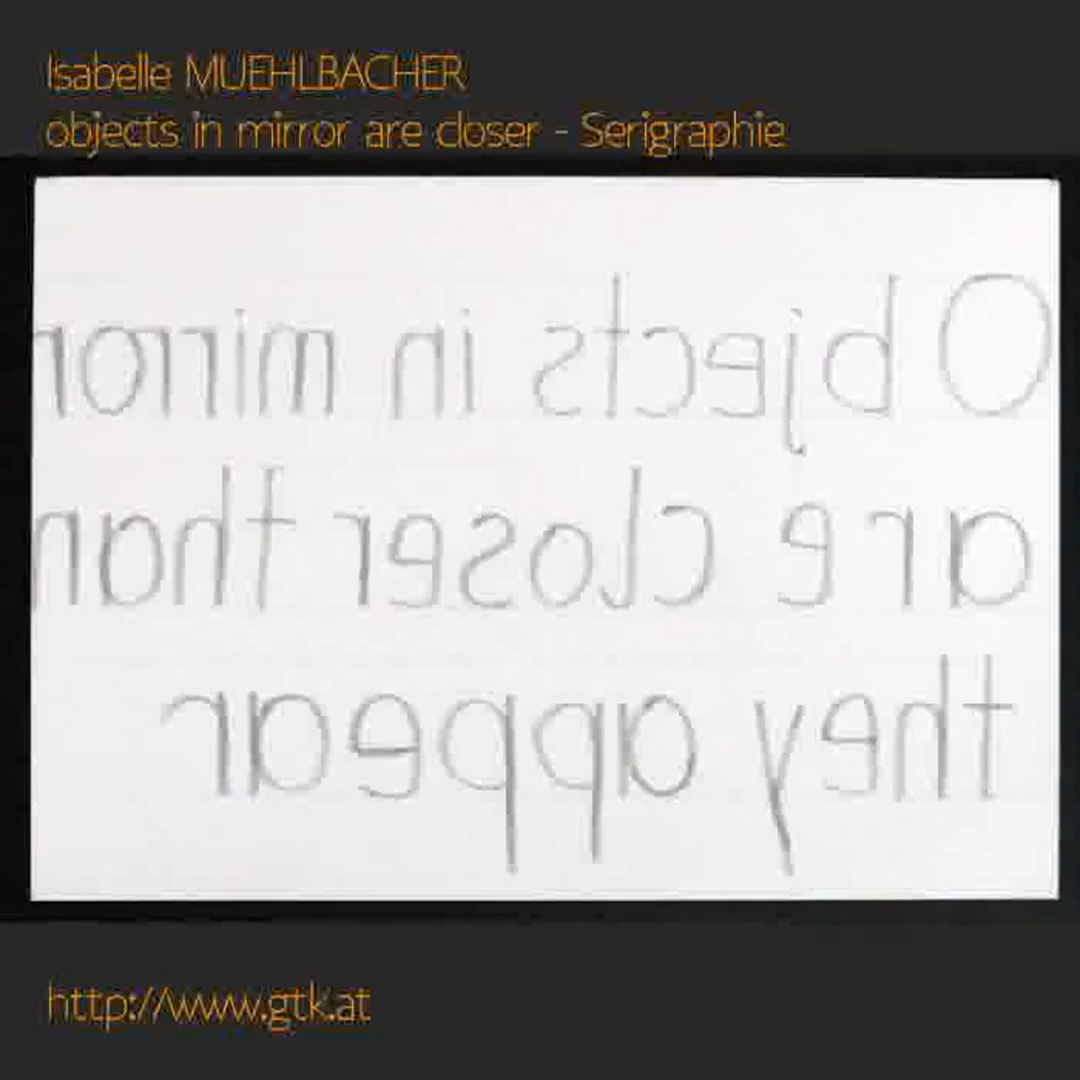 Isabelle MUEHLBACHER
objects in mirror are closer - Serigraphie
Objects in mirror
are closer than
they appear
http://www.gtk.at